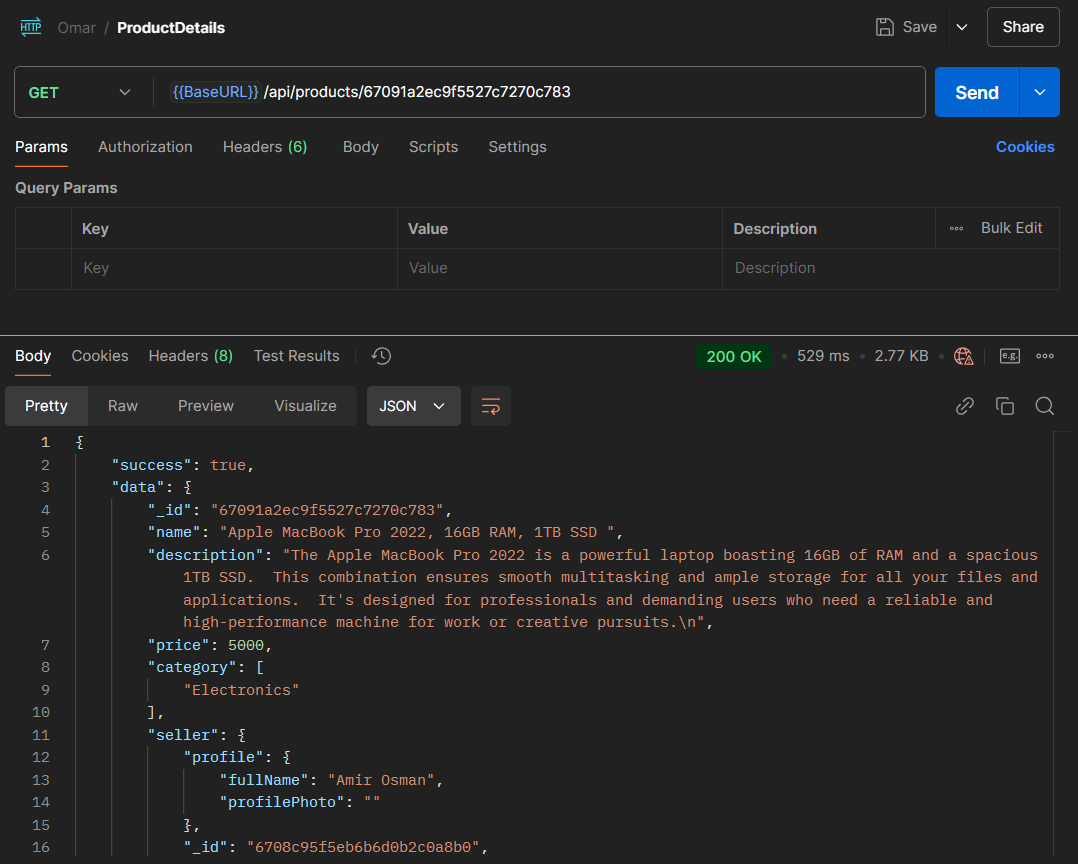 HTTP Omar / ProductDetails Save Share
GET {{BaseURL}} /api/products/67091a2ec9f5527c7270c783 Send
Params Authorization Headers (6) Body Scripts Settings Cookies
Query Params
Key Value Description Bulk Edit
Key Value Description
Body Cookies Headers (8) Test Results 200 OK 529 ms 2.77 KB e.g.
Pretty Raw Preview Visualize JSON
1 {
2 "success": true,
3 "data": {
4 "_id": "67091a2ec9f5527c7270c783",
5 "name": "Apple MacBook Pro 2022, 16GB RAM, 1TB SSD ",
6 "description": "The Apple MacBook Pro 2022 is a powerful laptop boasting 16GB of RAM and a spacious
1TB SSD.  This combination ensures smooth multitasking and ample storage for all your files and
applications.  It's designed for professionals and demanding users who need a reliable and
high-performance machine for work or creative pursuits.\n",
7 "price": 5000,
8 "category": [
9 "Electronics"
10 ],
11 "seller": {
12 "profile": {
13 "fullName": "Amir Osman",
14 "profilePhoto": ""
15 },
16 "_id": "6708c95f5eb6b6d0b2c0a8b0",